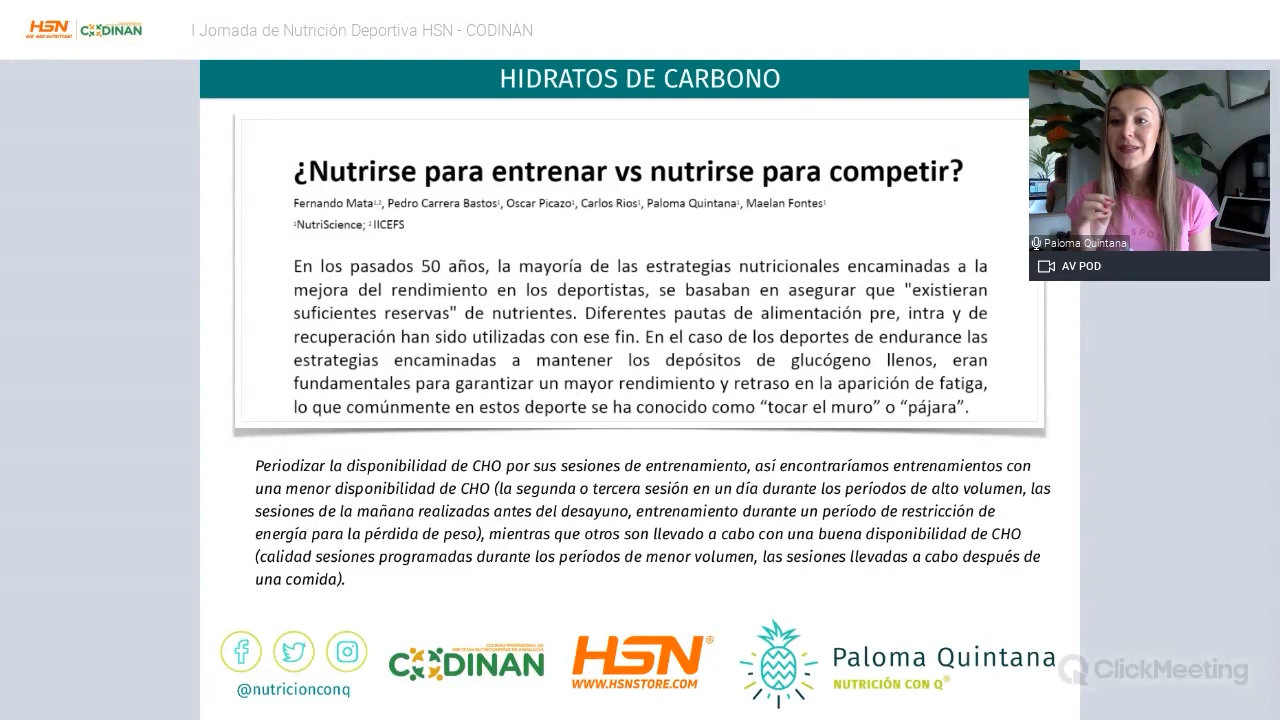 HSN
CODINAN
I Jornada de Nutrición Deportiva HSN - CODINAN
HIDRATOS DE CARBONO
¿Nutrirse para entrenar vs nutrirse para competir?
Fernando Mata¹·², Pedro Carrera Bastos¹, Oscar Picazo¹, Carlos Rios¹, Paloma Quintana¹, Maelan Fontes¹
¹NutriScience; ² IICEFS
En los pasados 50 años, la mayoría de las estrategias nutricionales encaminadas a la
mejora del rendimiento en los deportistas, se basaban en asegurar que "existieran
suficientes reservas" de nutrientes. Diferentes pautas de alimentación pre, intra y de
recuperación han sido utilizadas con ese fin. En el caso de los deportes de endurance las
estrategias encaminadas a mantener los depósitos de glucógeno llenos, eran
fundamentales para garantizar un mayor rendimiento y retraso en la aparición de fatiga,
lo que comúnmente en estos deporte se ha conocido como “tocar el muro” o “pájara”.
Paloma Quintana
AV POD
Periodizar la disponibilidad de CHO por sus sesiones de entrenamiento, así encontraríamos entrenamientos con
una menor disponibilidad de CHO (la segunda o tercera sesión en un día durante los períodos de alto volumen, las
sesiones de la mañana realizadas antes del desayuno, entrenamiento durante un período de restricción de
energía para la pérdida de peso), mientras que otros son llevado a cabo con una buena disponibilidad de CHO
(calidad sesiones programadas durante los períodos de menor volumen, las sesiones llevadas a cabo después de
una comida).
@nutricionconq
CODINAN
HSN®
WWW.HSNSTORE.COM
Paloma Quintana
NUTRICIÓN CON Q®
ClickMeeting